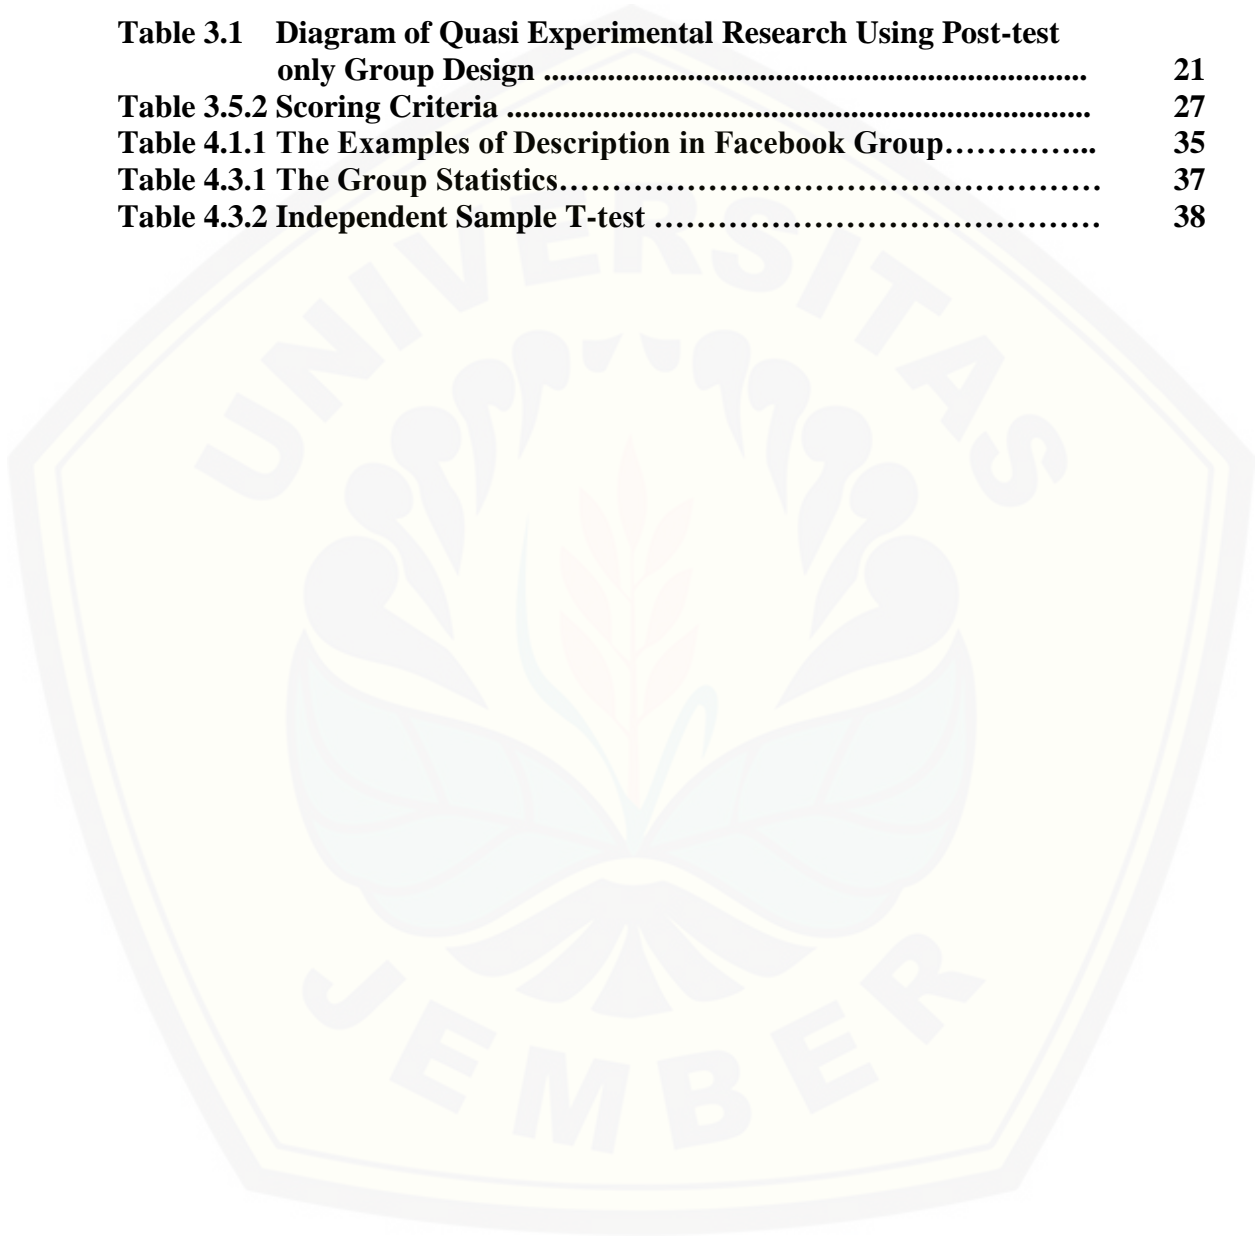 Table 3.1 Diagram of Quasi Experimental Research Using Post-test
only Group Design ..................................................................... 21
Table 3.5.2 Scoring Criteria .......................................................................... 27
Table 4.1.1 The Examples of Description in Facebook Group………….... 35
Table 4.3.1 The Group Statistics…………………………………………… 37
Table 4.3.2 Independent Sample T-test …………………………………… 38
UNIVERSITAS
JEMBER